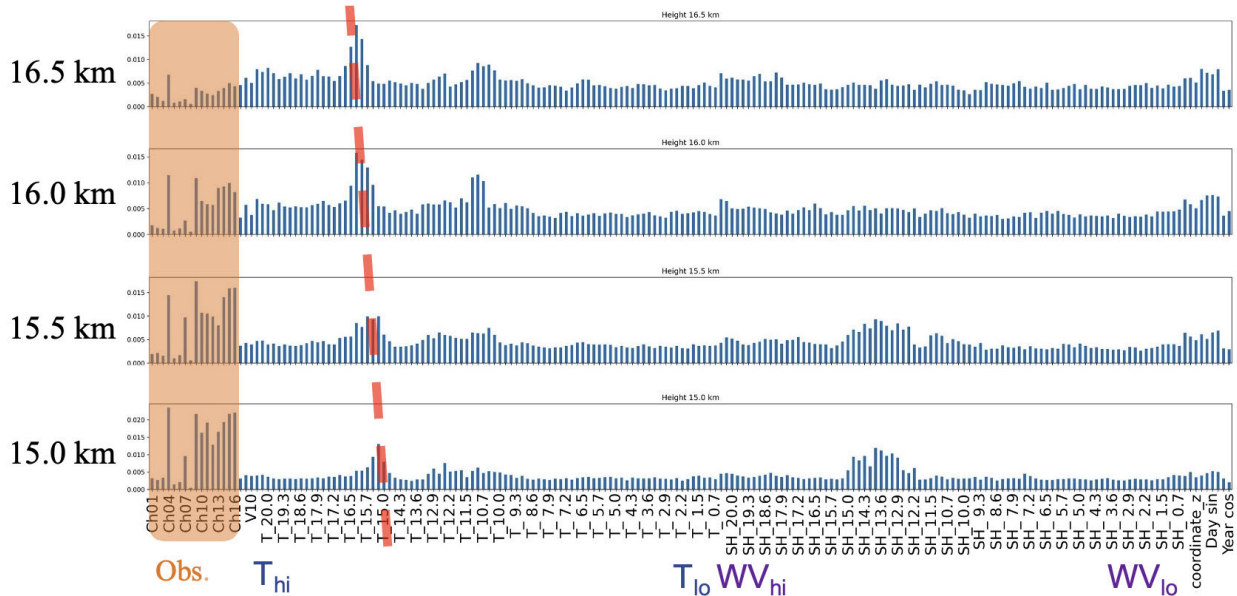 Height 16.5 km
16.5 km
0.015
0.010
0.005
0.000
Height 16.0 km
16.0 km
0.015
0.010
0.005
0.000
Height 15.5 km
15.5 km
0.015
0.010
0.005
0.000
Height 15.0 km
15.0 km
0.020
0.015
0.010
0.005
0.000
Ch01
Ch04
Ch07
Ch10
Ch13
Ch16
V10
T_20.0
T_19.3
T_18.6
T_17.9
T_17.2
T_16.5
T_15.7
T_15.0
T_14.3
T_13.6
T_12.9
T_12.2
T_11.5
T_10.7
T_10.0
T_9.3
T_8.6
T_7.9
T_7.2
T_6.5
T_5.7
T_5.0
T_4.3
T_3.6
T_2.9
T_2.2
T_1.5
T_0.7
SH_20.0
SH_19.3
SH_18.6
SH_17.9
SH_17.2
SH_16.5
SH_15.7
SH_15.0
SH_14.3
SH_13.6
SH_12.9
SH_12.2
SH_11.5
SH_10.7
SH_10.0
SH_9.3
SH_8.6
SH_7.9
SH_7.2
SH_6.5
SH_5.7
SH_5.0
SH_4.3
SH_3.6
SH_2.9
SH_2.2
SH_1.5
SH_0.7
coordinate_z
Day sin
Year cos
Obs.
Thi
Tlo
WVhi
WVlo